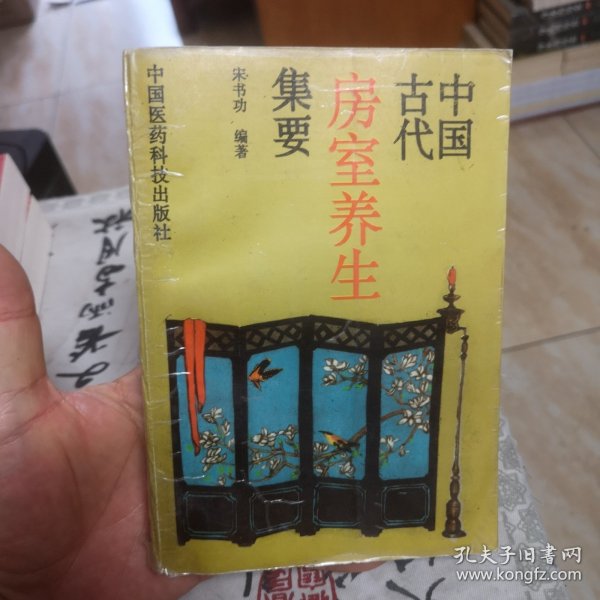 中国
古代
房室养生
集要
宋书功 编著
中国医药科技出版社
孔夫子旧书网
www.kongfz.com